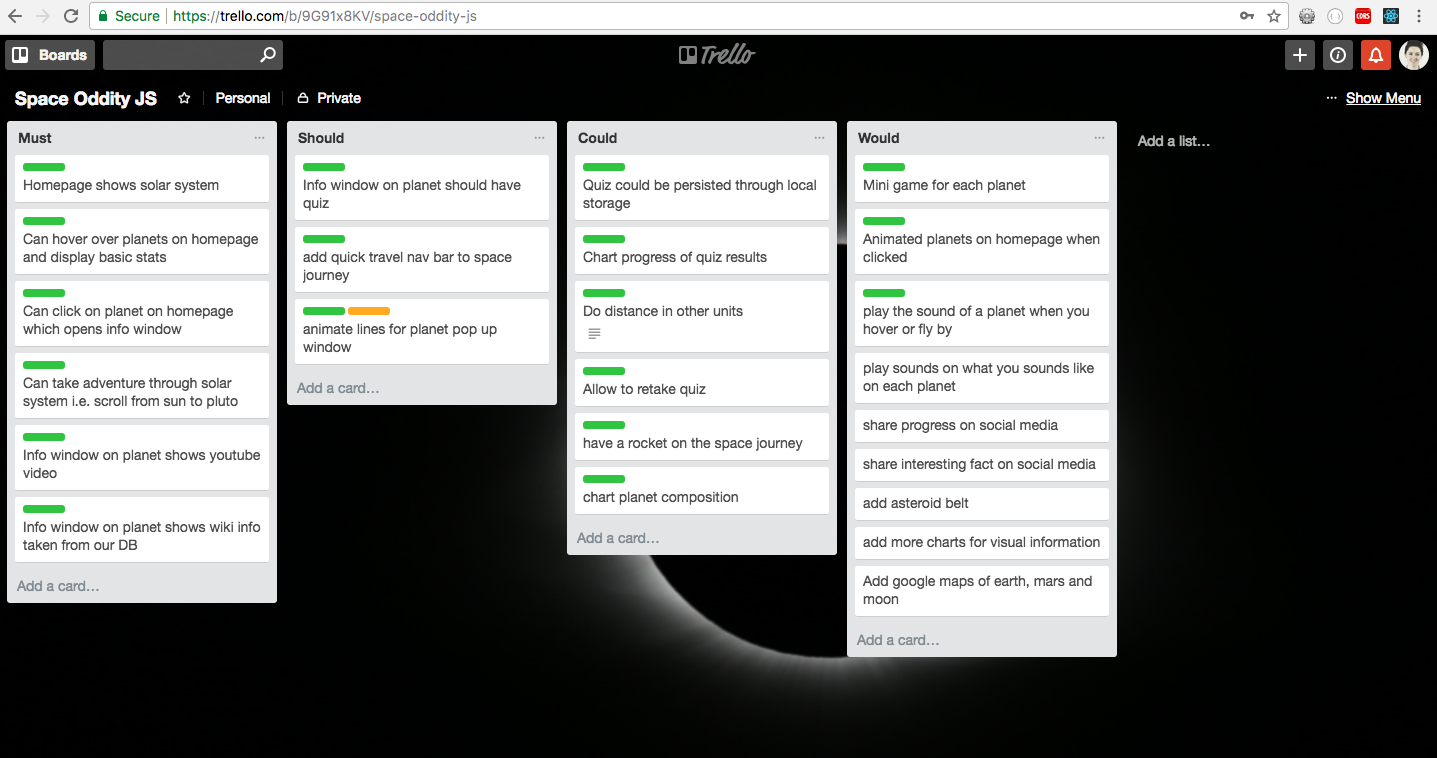 Secure https://trello.com/b/9G91x8KV/space-oddity-js
CORS
Boards
Trello
Space Oddity JS
Personal
Private
Show Menu
Must
Homepage shows solar system
Can hover over planets on homepage
and display basic stats
Can click on planet on homepage
which opens info window
Can take adventure through solar
system i.e. scroll from sun to pluto
Info window on planet shows youtube
video
Info window on planet shows wiki info
taken from our DB
Add a card...
Should
Info window on planet should have
quiz
add quick travel nav bar to space
journey
animate lines for planet pop up
window
Add a card...
Could
Quiz could be persisted through local
storage
Chart progress of quiz results
Do distance in other units
Allow to retake quiz
have a rocket on the space journey
chart planet composition
Add a card...
Would
Mini game for each planet
Animated planets on homepage when
clicked
play the sound of a planet when you
hover or fly by
play sounds on what you sounds like
on each planet
share progress on social media
share interesting fact on social media
add asteroid belt
add more charts for visual information
Add google maps of earth, mars and
moon
Add a card...
Add a list...